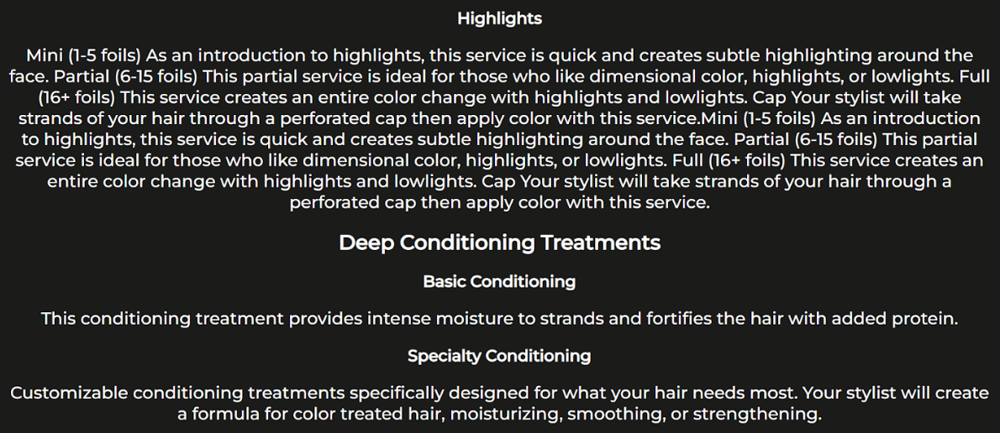 Highlights
Mini (1-5 foils) As an introduction to highlights, this service is quick and creates subtle highlighting around the
face. Partial (6-15 foils) This partial service is ideal for those who like dimensional color, highlights, or lowlights. Full
(16+ foils) This service creates an entire color change with highlights and lowlights. Cap Your stylist will take
strands of your hair through a perforated cap then apply color with this service.Mini (1-5 foils) As an introduction
to highlights, this service is quick and creates subtle highlighting around the face. Partial (6-15 foils) This partial
service is ideal for those who like dimensional color, highlights, or lowlights. Full (16+ foils) This service creates an
entire color change with highlights and lowlights. Cap Your stylist will take strands of your hair through a
perforated cap then apply color with this service.
Deep Conditioning Treatments
Basic Conditioning
This conditioning treatment provides intense moisture to strands and fortifies the hair with added protein.
Specialty Conditioning
Customizable conditioning treatments specifically designed for what your hair needs most. Your stylist will create
a formula for color treated hair, moisturizing, smoothing, or strengthening.